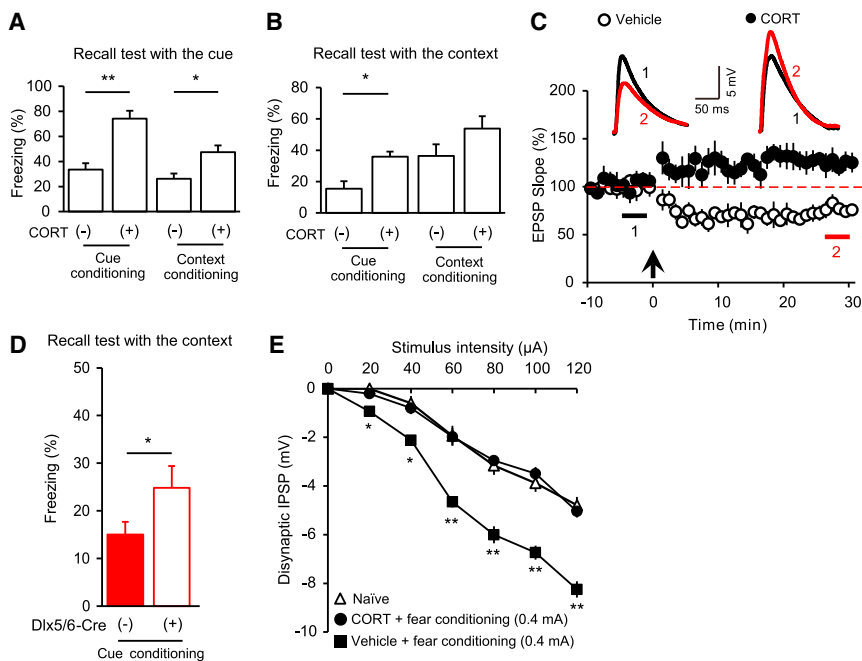 A
Recall test with the cue
100
80
60
40
20
0
Freezing (%)
**
*
CORT (-) (+) (-) (+)
Cue conditioning
Context conditioning
B
Recall test with the context
80
60
40
20
0
Freezing (%)
*
CORT (-) (+) (-) (+)
Cue conditioning
Context conditioning
C
Vehicle
CORT
1
2
5 mV
50 ms
2
1
200
150
100
50
0
EPSP Slope (%)
1
2
-10 0 10 20 30
Time (min)
D
Recall test with the context
50
40
30
20
10
0
Freezing (%)
*
Dlx5/6-Cre (-) (+)
Cue conditioning
E
Stimulus intensity (µA)
0 20 40 60 80 100 120
0
-2
-4
-6
-8
-10
Disynaptic IPSP (mV)
*
*
**
**
**
**
Naïve
CORT + fear conditioning (0.4 mA)
Vehicle + fear conditioning (0.4 mA)